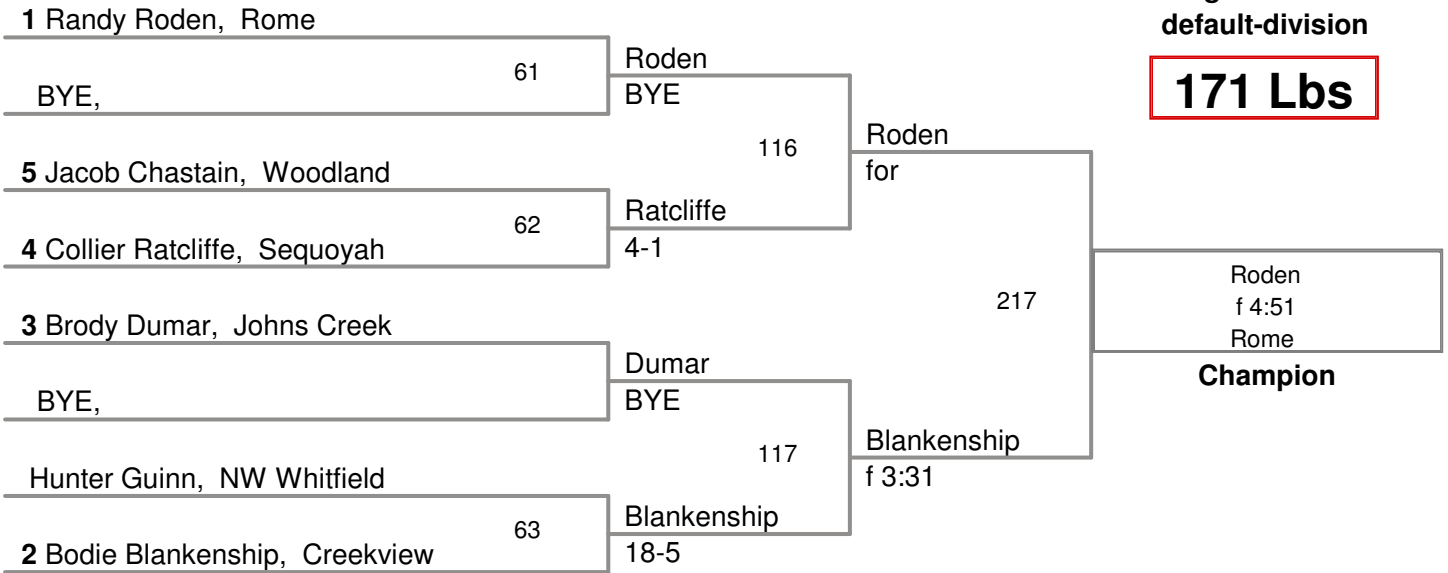 default-division
171 Lbs
1 Randy Roden, Rome
BYE,
61
Roden
BYE
5 Jacob Chastain, Woodland
4 Collier Ratcliffe, Sequoyah
62
Ratcliffe
4-1
116
Roden
for
3 Brody Dumar, Johns Creek
BYE,
Dumar
BYE
Hunter Guinn, NW Whitfield
2 Bodie Blankenship, Creekview
63
Blankenship
18-5
117
Blankenship
f 3:31
217
Roden
f 4:51
Rome
Champion